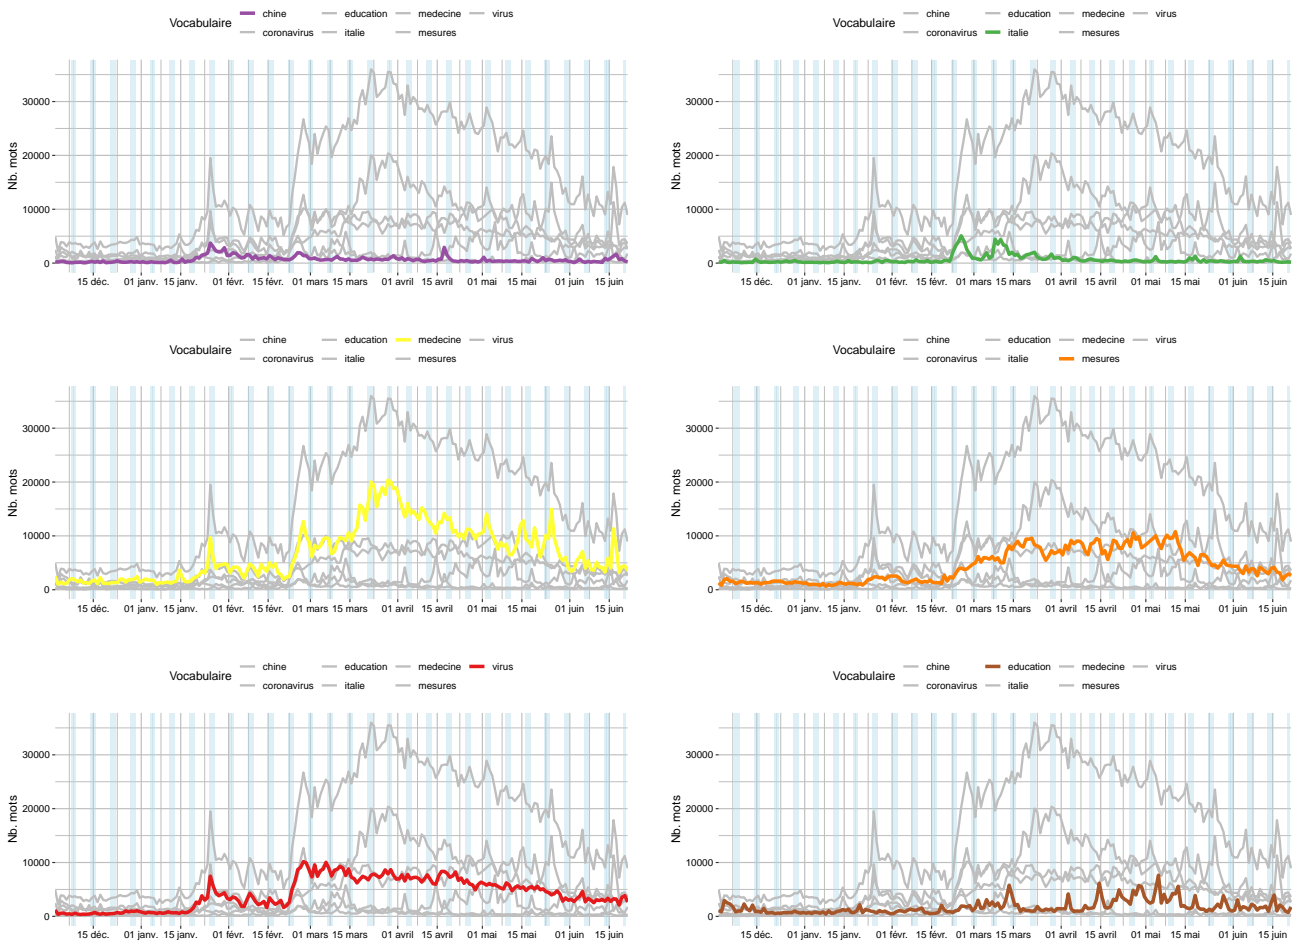 Vocabulaire
chine education medecine virus
coronavirus italie mesures
Nb. mots
30000
20000
10000
0
15 déc. 01 janv. 15 janv. 01 févr. 15 févr. 01 mars 15 mars 01 avril 15 avril 01 mai 15 mai 01 juin 15 juin
Vocabulaire
chine education medecine virus
coronavirus italie mesures
Nb. mots
30000
20000
10000
0
15 déc. 01 janv. 15 janv. 01 févr. 15 févr. 01 mars 15 mars 01 avril 15 avril 01 mai 15 mai 01 juin 15 juin
Vocabulaire
chine education medecine virus
coronavirus italie mesures
Nb. mots
30000
20000
10000
0
15 déc. 01 janv. 15 janv. 01 févr. 15 févr. 01 mars 15 mars 01 avril 15 avril 01 mai 15 mai 01 juin 15 juin
Vocabulaire
chine education medecine virus
coronavirus italie mesures
Nb. mots
30000
20000
10000
0
15 déc. 01 janv. 15 janv. 01 févr. 15 févr. 01 mars 15 mars 01 avril 15 avril 01 mai 15 mai 01 juin 15 juin
Vocabulaire
chine education medecine virus
coronavirus italie mesures
Nb. mots
30000
20000
10000
0
15 déc. 01 janv. 15 janv. 01 févr. 15 févr. 01 mars 15 mars 01 avril 15 avril 01 mai 15 mai 01 juin 15 juin
Vocabulaire
chine education medecine virus
coronavirus italie mesures
Nb. mots
30000
20000
10000
0
15 déc. 01 janv. 15 janv. 01 févr. 15 févr. 01 mars 15 mars 01 avril 15 avril 01 mai 15 mai 01 juin 15 juin